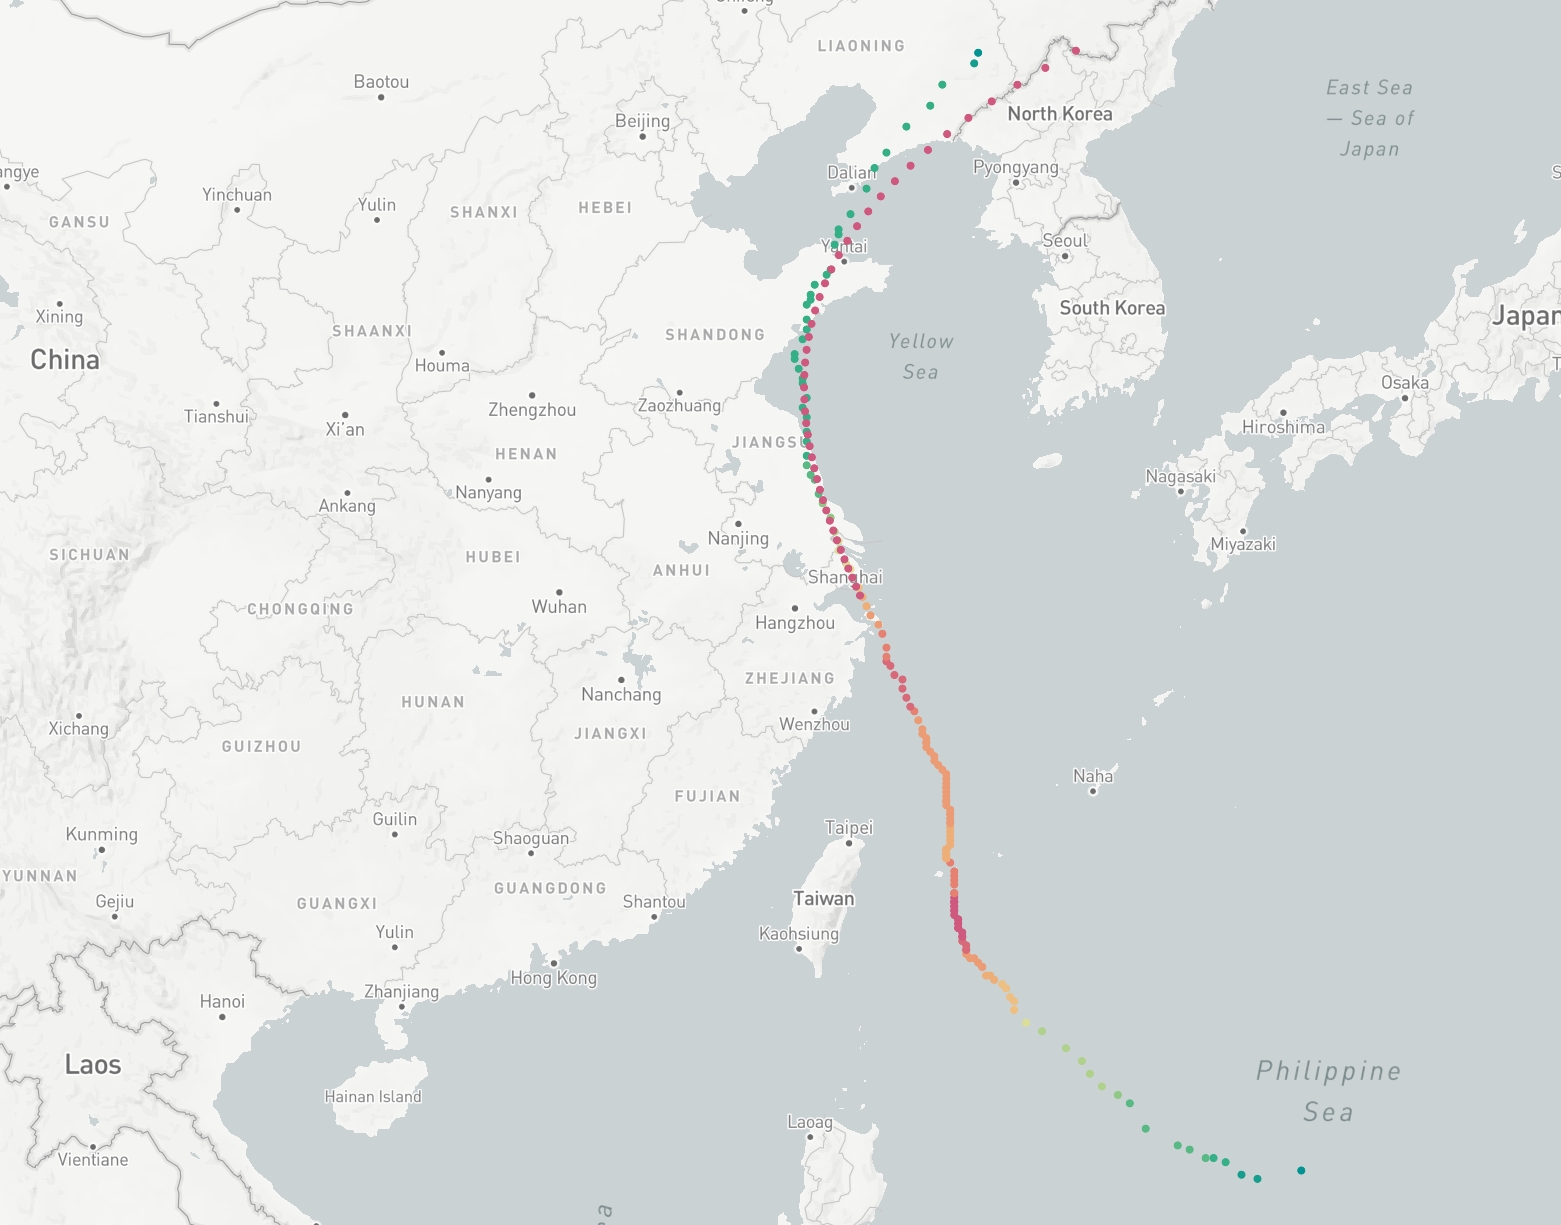 LIAONING
Baotou
East Sea
— Sea of
Japan
North Korea
Beijing
Pyongyang
Dalian
Yinchuan
Yulin
SHANXI
HEBEI
GANSU
Seoul
Yantai
Xining
South Korea
Japan
SHAANXI
SHANDONG
Yellow
Sea
China
Houma
Osaka
Zhengzhou
Zaozhuang
Tianshui
Xi'an
Hiroshima
JIANGSU
HENAN
Nagasaki
Nanyang
Ankang
Nanjing
Miyazaki
SICHUAN
HUBEI
ANHUI
Shanghai
CHONGQING
Wuhan
Hangzhou
ZHEJIANG
Nanchang
HUNAN
Xichang
Wenzhou
JIANGXI
GUIZHOU
Naha
FUJIAN
Guilin
Taipei
Kunming
Shaoguan
YUNNAN
GUANGDONG
Taiwan
Gejiu
GUANGXI
Shantou
Yulin
Kaohsiung
Hong Kong
Zhanjiang
Hanoi
Laos
Philippine
Sea
Hainan Island
Laoag
Vientiane